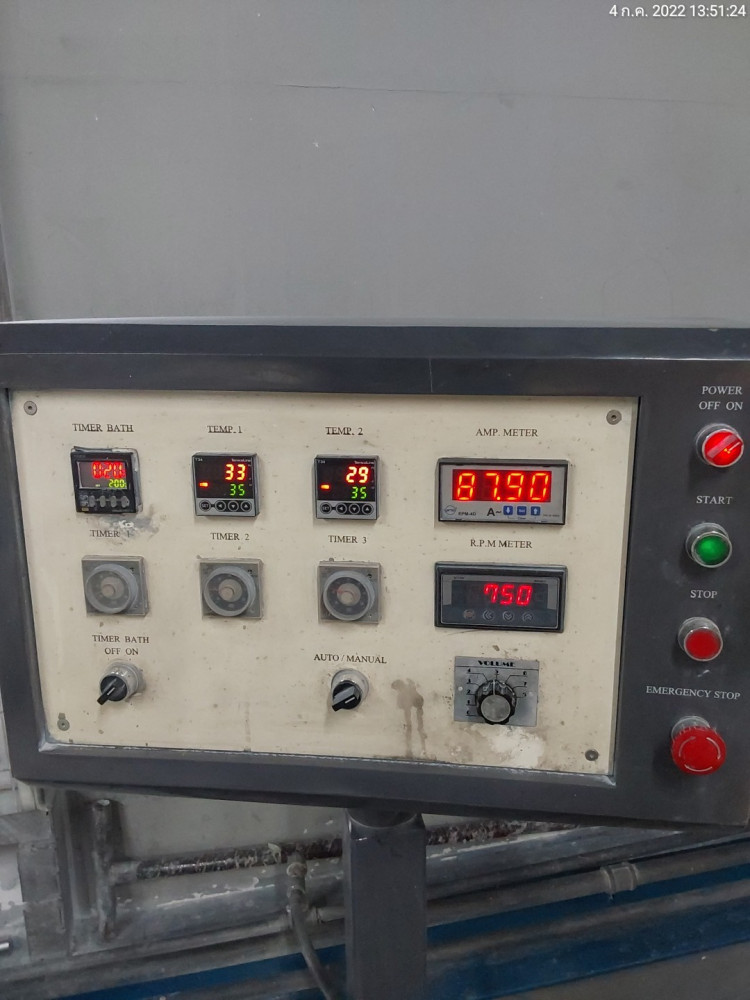 4 ก.ค. 2022 13:51:24
POWER
OFF ON
TIMER BATH
TEMP. 1
TEMP. 2
AMP. METER
33
35
29
35
87.90
A~
START
TIMER 1
TIMER 2
TIMER 3
R.P.M METER
750
STOP
TIMER BATH
OFF ON
AUTO / MANUAL
VOLUME
EMERGENCY STOP